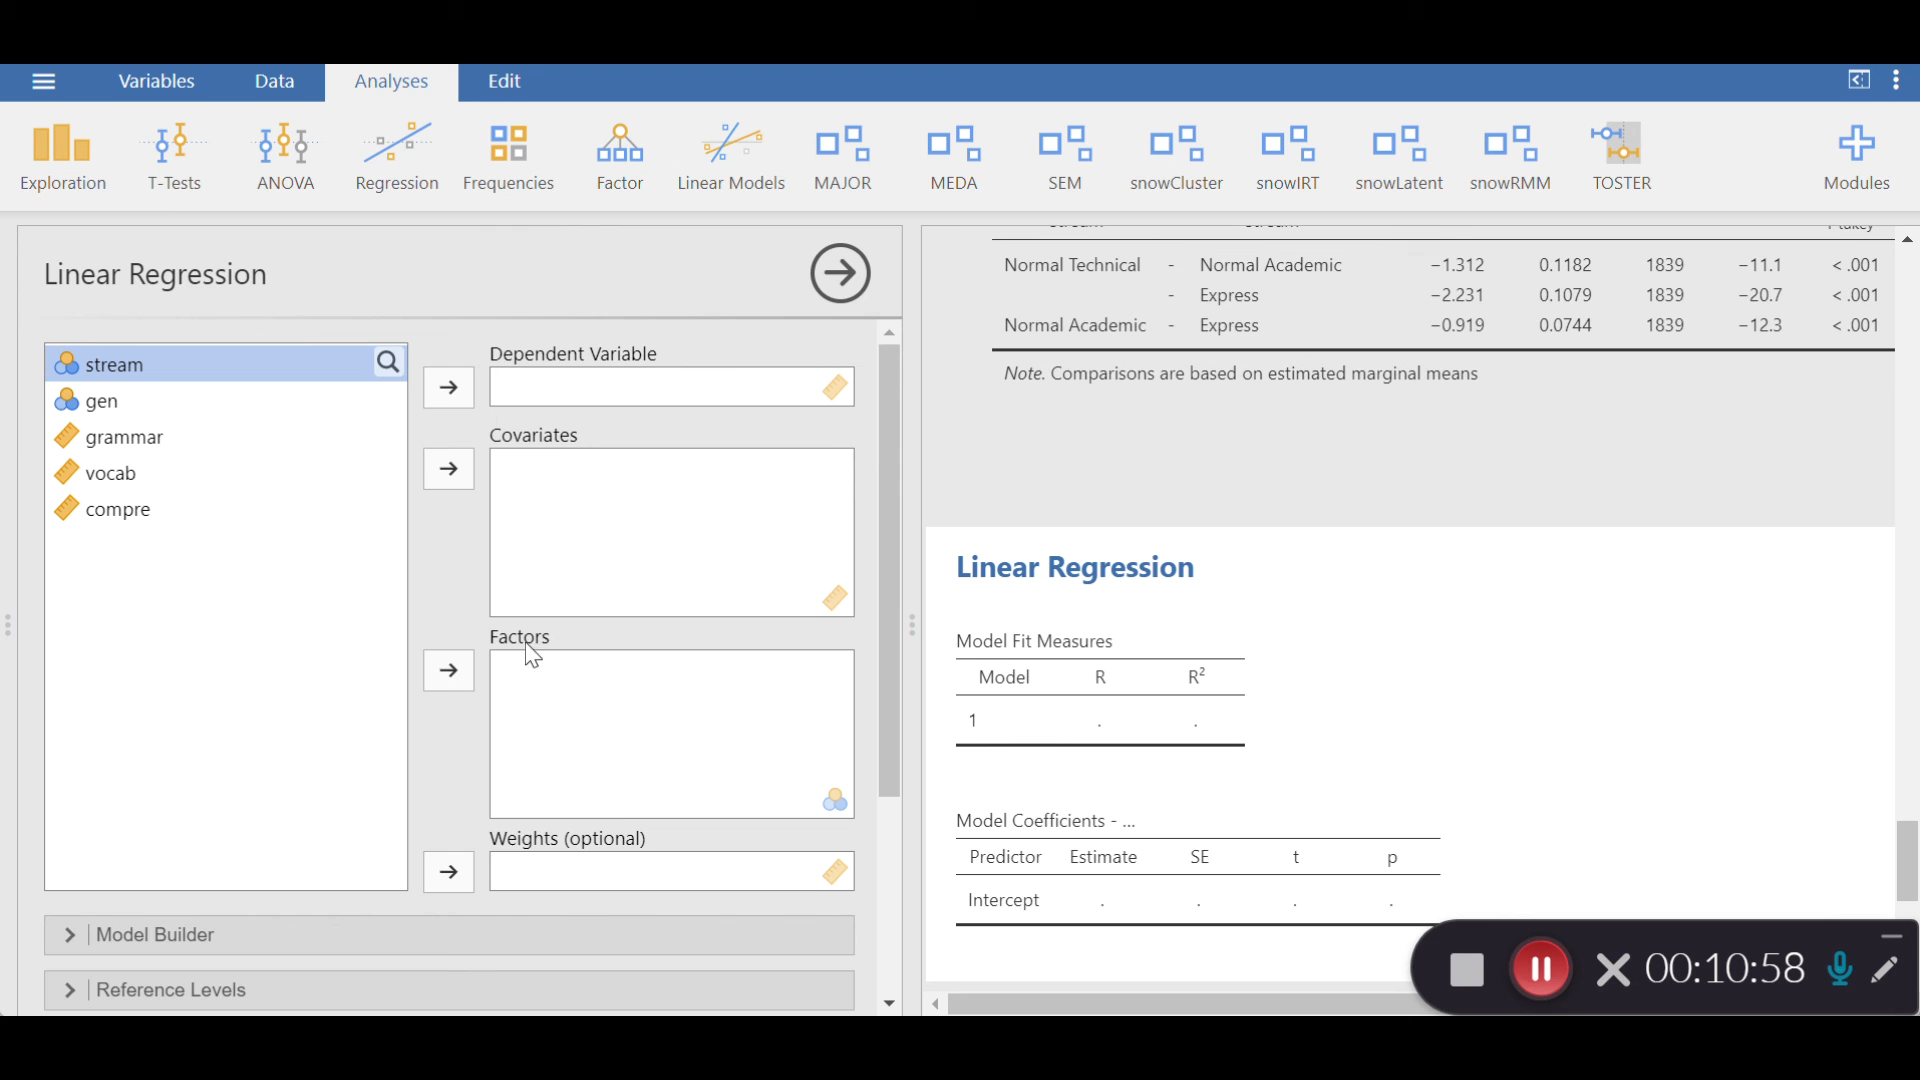 Variables Data Analyses Edit
Exploration T-Tests ANOVA Regression Frequencies Factor Linear Models MAJOR MEDA SEM snowCluster snowIRT snowLatent snowRMM TOSTER Modules
Linear Regression
stream
gen
grammar
vocab
compre
Dependent Variable
Covariates
Factors
Weights (optional)
Model Builder
Reference Levels
Normal Technical - Normal Academic −1.312 0.1182 1839 −11.1 < .001
- Express −2.231 0.1079 1839 −20.7 < .001
Normal Academic - Express −0.919 0.0744 1839 −12.3 < .001
Note. Comparisons are based on estimated marginal means
Linear Regression
Model Fit Measures
Model R R²
1 . .
Model Coefficients - ...
Predictor Estimate SE t p
Intercept . . . .
00:10:58